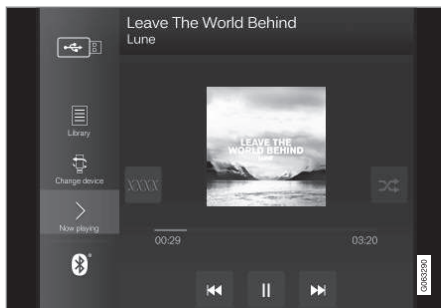 Leave The World Behind
Lune
Library
Change device
Now playing
LEAVE THE
WORLD BEHIND
LUNE
XXXX
00:29
03:20
G063290